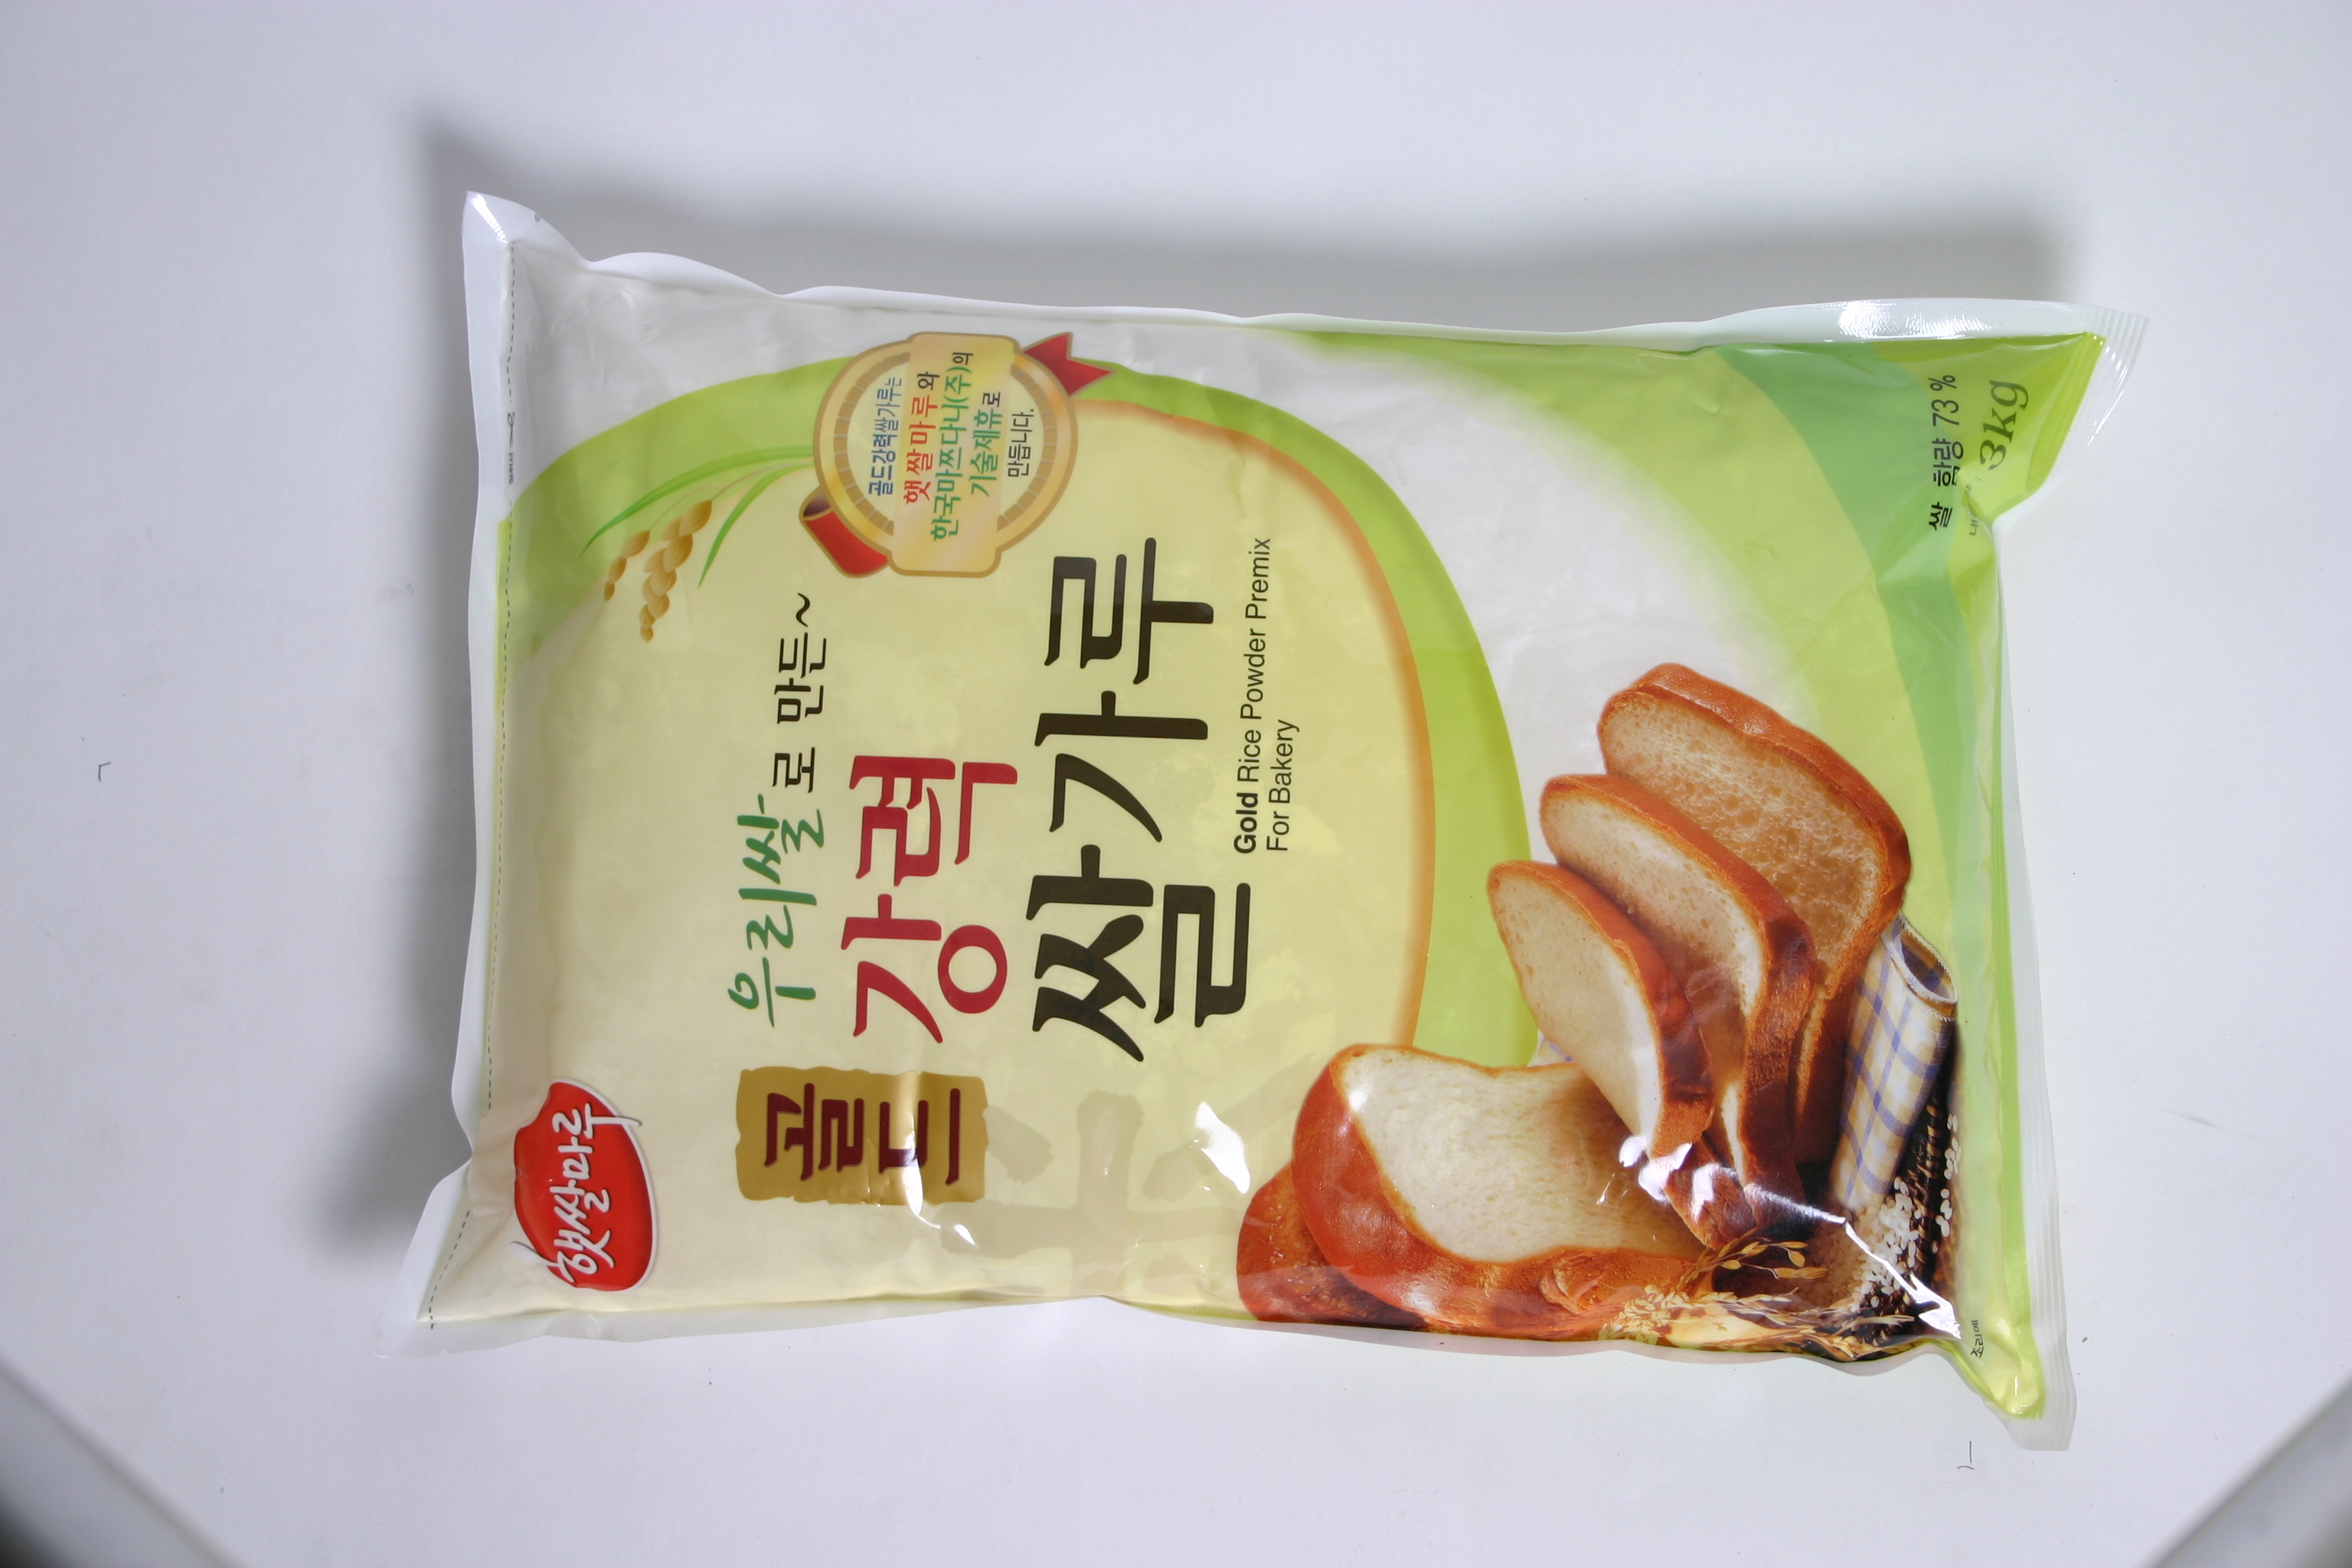 햇쌀마루
골드강력쌀가루는
햇쌀마루와
한국마쯔다니(주)의
기술제휴로
만듭니다.
우리쌀로 만든~
골드
강력
쌀가루
Gold Rice Powder Premix
For Bakery
쌀 함량 73%
3kg
조리예